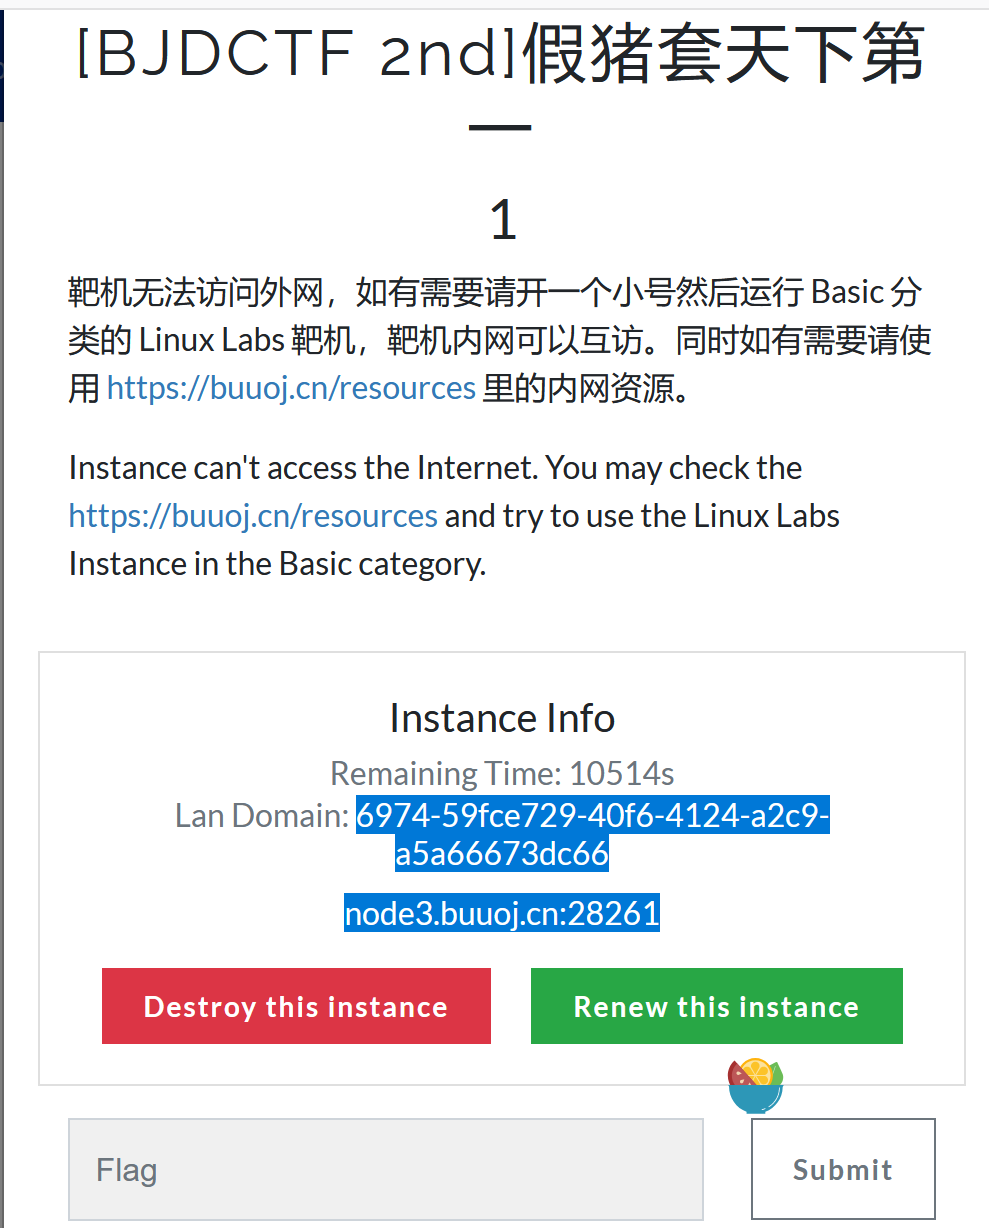 [BJDCTF 2nd]假猪套天下第
一
1
靶机无法访问外网，如有需要请开一个小号然后运行 Basic 分
类的 Linux Labs 靶机，靶机内网可以互访。同时如有需要请使
用 https://buuoj.cn/resources 里的内网资源。
Instance can't access the Internet. You may check the
https://buuoj.cn/resources and try to use the Linux Labs
Instance in the Basic category.
Instance Info
Remaining Time: 10514s
Lan Domain: 6974-59fce729-40f6-4124-a2c9-
a5a66673dc66
node3.buuoj.cn:28261
Destroy this instance
Renew this instance
Flag
Submit